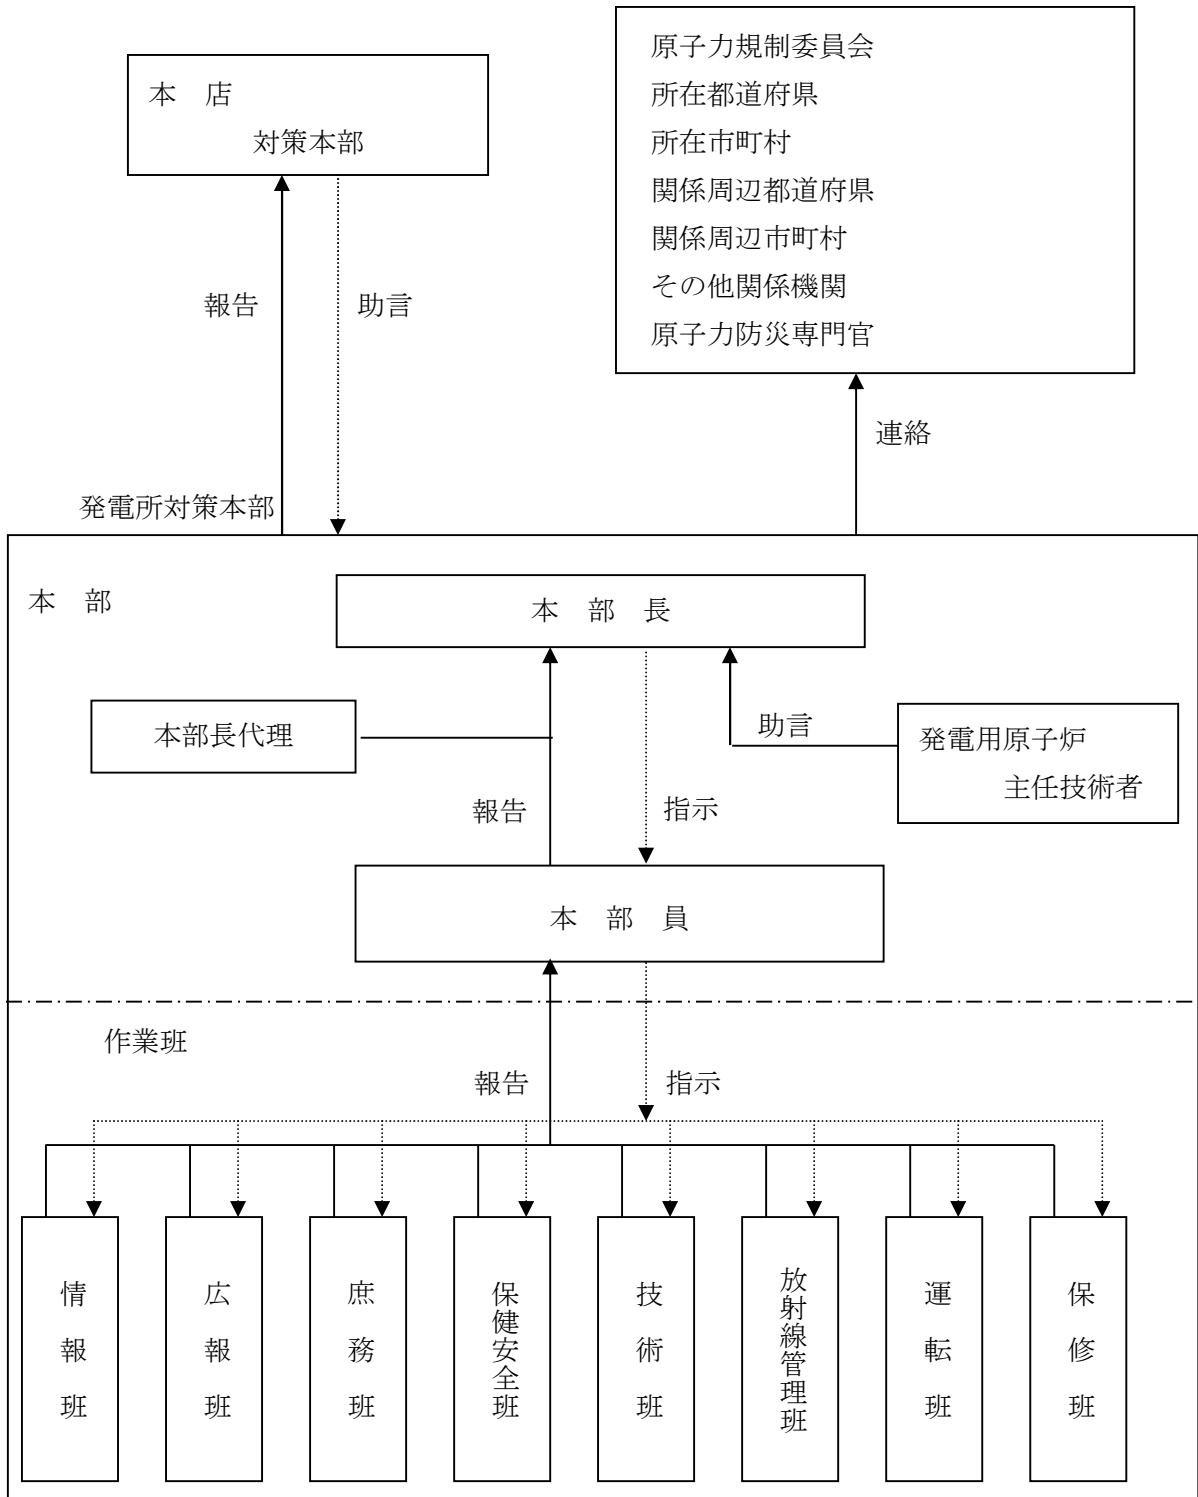 本　店
対策本部
原子力規制委員会
所在都道府県
所在市町村
関係周辺都道府県
関係周辺市町村
その他関係機関
原子力防災専門官
報告
助言
連絡
発電所対策本部
本　部
本　部　長
本部長代理
助言
発電用原子炉
主任技術者
報告
指示
本　部　員
作業班
報告
指示
情報班
広報班
庶務班
保健安全班
技術班
放射線管理班
運転班
保修班